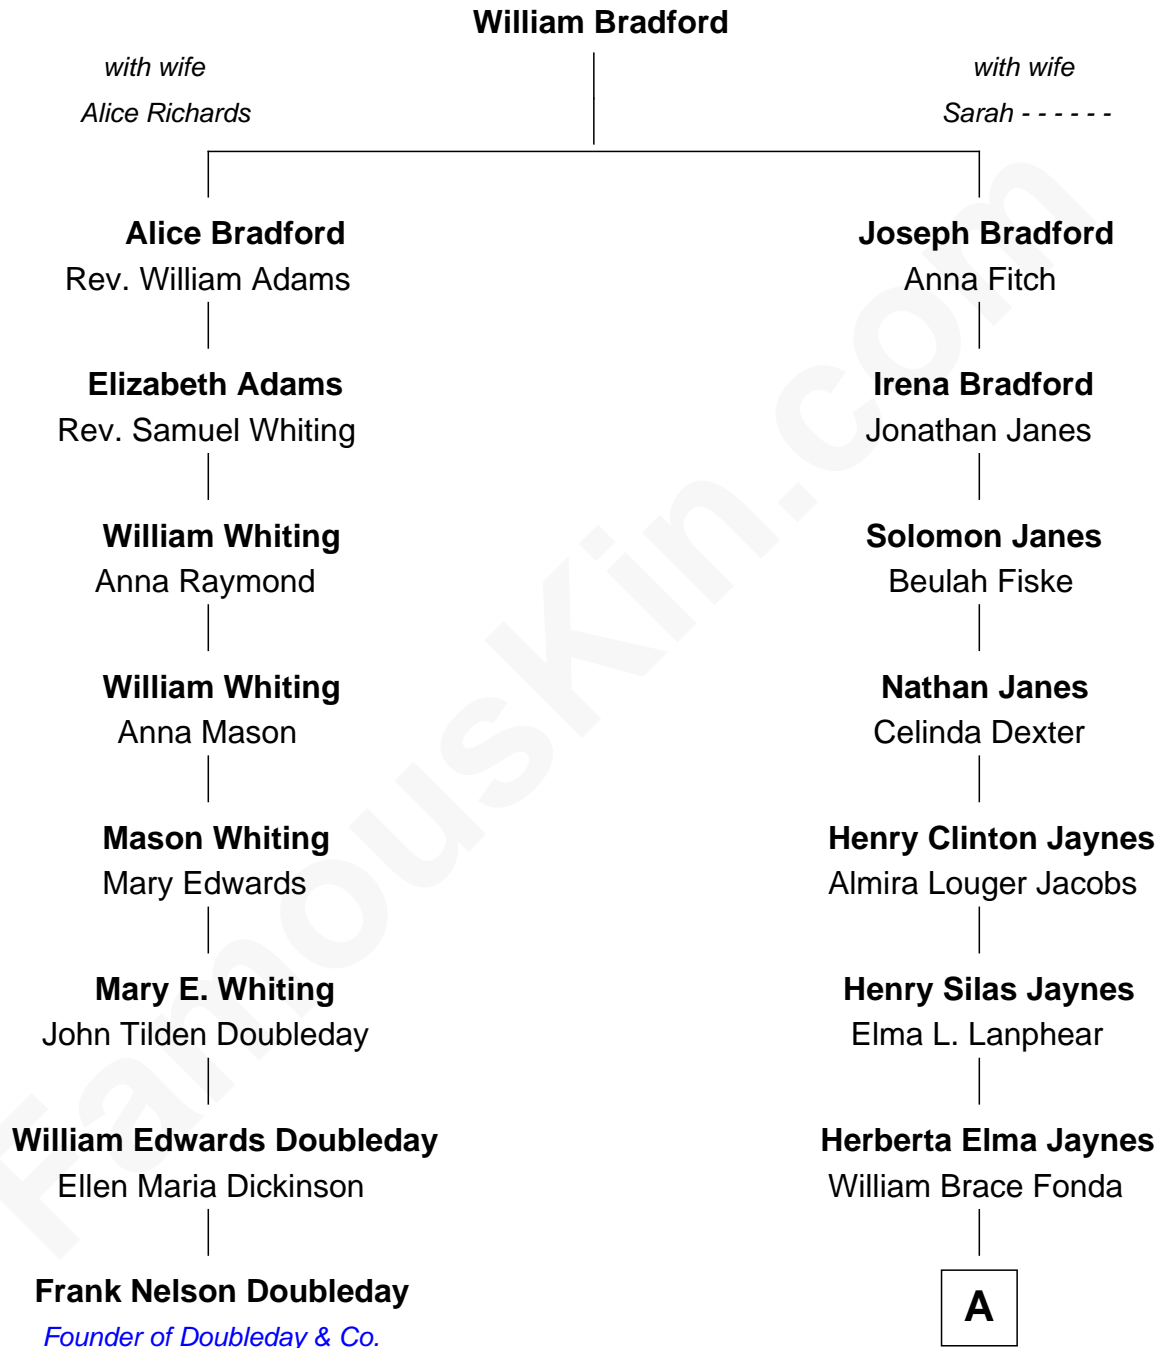 William Bradford
with wife
Alice Richards
with wife
Sarah - - - - - -
Alice Bradford
Rev. William Adams
Joseph Bradford
Anna Fitch
Elizabeth Adams
Rev. Samuel Whiting
Irena Bradford
Jonathan Janes
William Whiting
Anna Raymond
Solomon Janes
Beulah Fiske
William Whiting
Anna Mason
Nathan Janes
Celinda Dexter
Mason Whiting
Mary Edwards
Henry Clinton Jaynes
Almira Louger Jacobs
Mary E. Whiting
John Tilden Doubleday
Henry Silas Jaynes
Elma L. Lanphear
William Edwards Doubleday
Ellen Maria Dickinson
Herberta Elma Jaynes
William Brace Fonda
Frank Nelson Doubleday
Founder of Doubleday & Co.
A
FamousKin.com